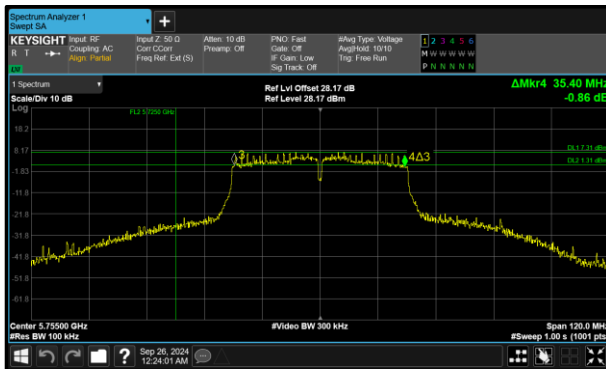 Spectrum Analyzer 1
Swept SA
KEYSIGHT
R T
Input: RF
Coupling: AC
Align: Partial
Input Z: 50 Ω
Corr CCorr
Freq Ref: Ext (S)
Atten: 10 dB
Preamp: Off
PNO: Fast
Gate: Off
IF Gain: Low
Sig Track: Off
#Avg Type: Voltage
Avg|Hold: 10/10
Trig: Free Run
1 2 3 4 5 6
M W W W W W
P N N N N N
1 Spectrum
Scale/Div 10 dB
Ref Lvl Offset 28.17 dB
Ref Level 28.17 dBm
ΔMkr4 35.40 MHz
-0.86 dB
Log
FL2 5.7250 GHz
18.2
8.17
-1.83
-11.8
-21.8
-31.8
-41.8
-51.8
-61.8
3
4Δ3
DL1 7.31 dBm
DL2 1.31 dBm
Center 5.75500 GHz
#Res BW 100 kHz
#Video BW 300 kHz
Span 120.0 MHz
#Sweep 1.00 s (1001 pts)
?
Sep 26, 2024
12:24:01 AM